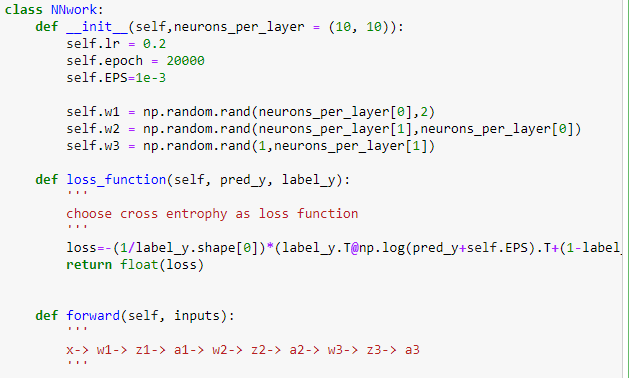 class NNwork:
    def __init__(self,neurons_per_layer = (10, 10)):
        self.lr = 0.2
        self.epoch = 20000
        self.EPS=1e-3
        self.w1 = np.random.rand(neurons_per_layer[0],2)
        self.w2 = np.random.rand(neurons_per_layer[1],neurons_per_layer[0])
        self.w3 = np.random.rand(1,neurons_per_layer[1])
    def loss_function(self, pred_y, label_y):
        '''
        choose cross entrophy as loss function
        '''
        loss=-(1/label_y.shape[0])*(label_y.T@np.log(pred_y+self.EPS).T+(1-label_
        return float(loss)
    def forward(self, inputs):
        '''
        x-> w1-> z1-> a1-> w2-> z2-> a2-> w3-> z3-> a3
        '''